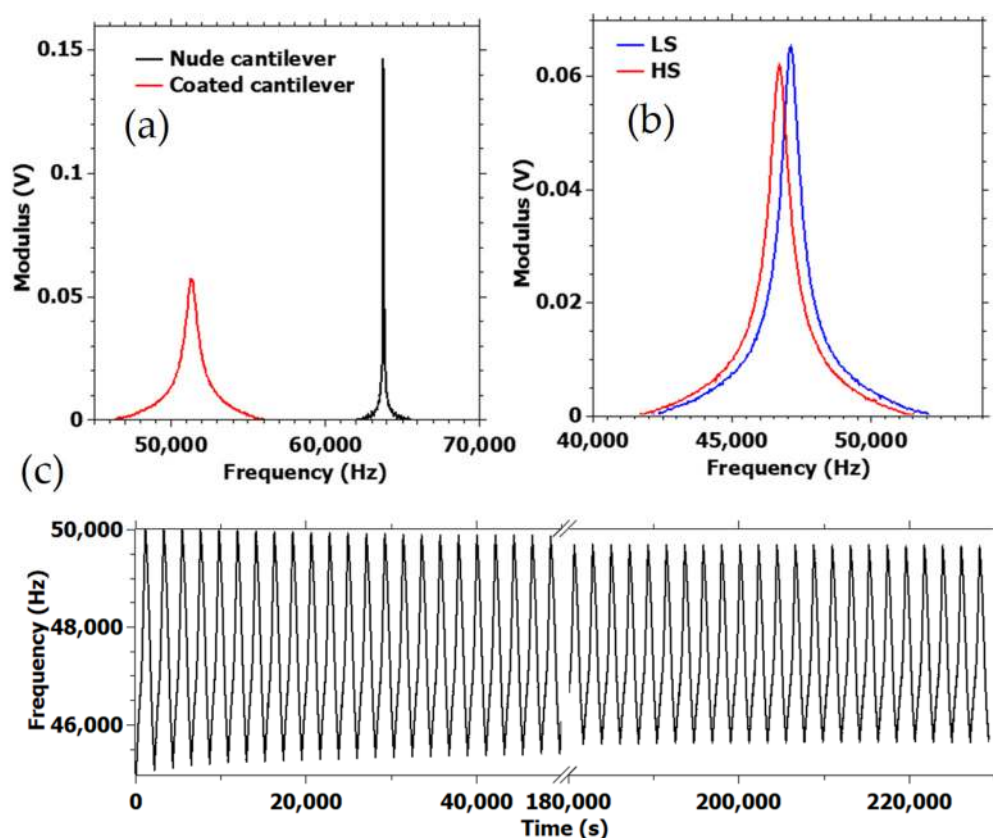 Nude cantilever
Coated cantilever
(a)
Modulus (V)
0.15
0.1
0.05
0
50,000 60,000 70,000
Frequency (Hz)
LS
HS
(b)
Modulus (V)
0.06
0.04
0.02
0
40,000 45,000 50,000
Frequency (Hz)
(c)
Frequency (Hz)
50,000
48,000
46,000
0 20,000 40,000 180,000 200,000 220,000
Time (s)